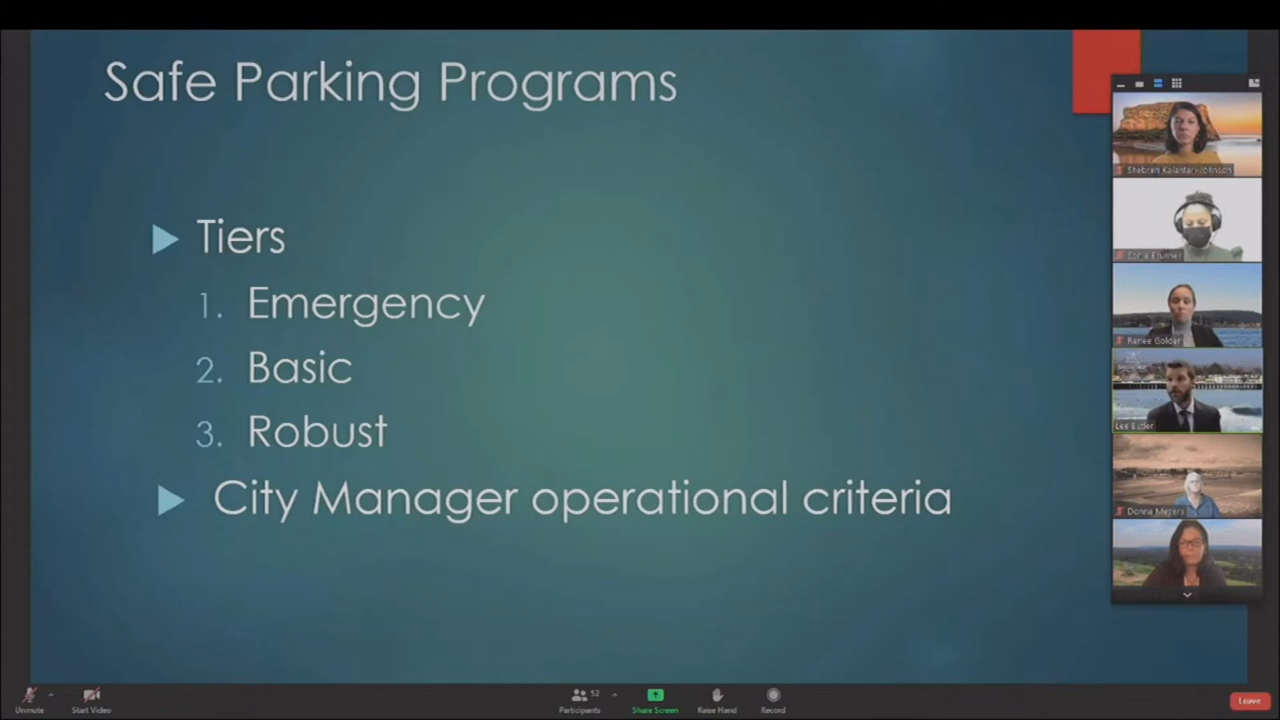 Safe Parking Programs
Tiers
1. Emergency
2. Basic
3. Robust
City Manager operational criteria
Shebreh Kalantari-Johnson
Sonja Brunner
Renee Golder
Lee Butler
Donna Meyers
Unmute
Start Video
52
Participants
Share Screen
Raise Hand
Record
Leave